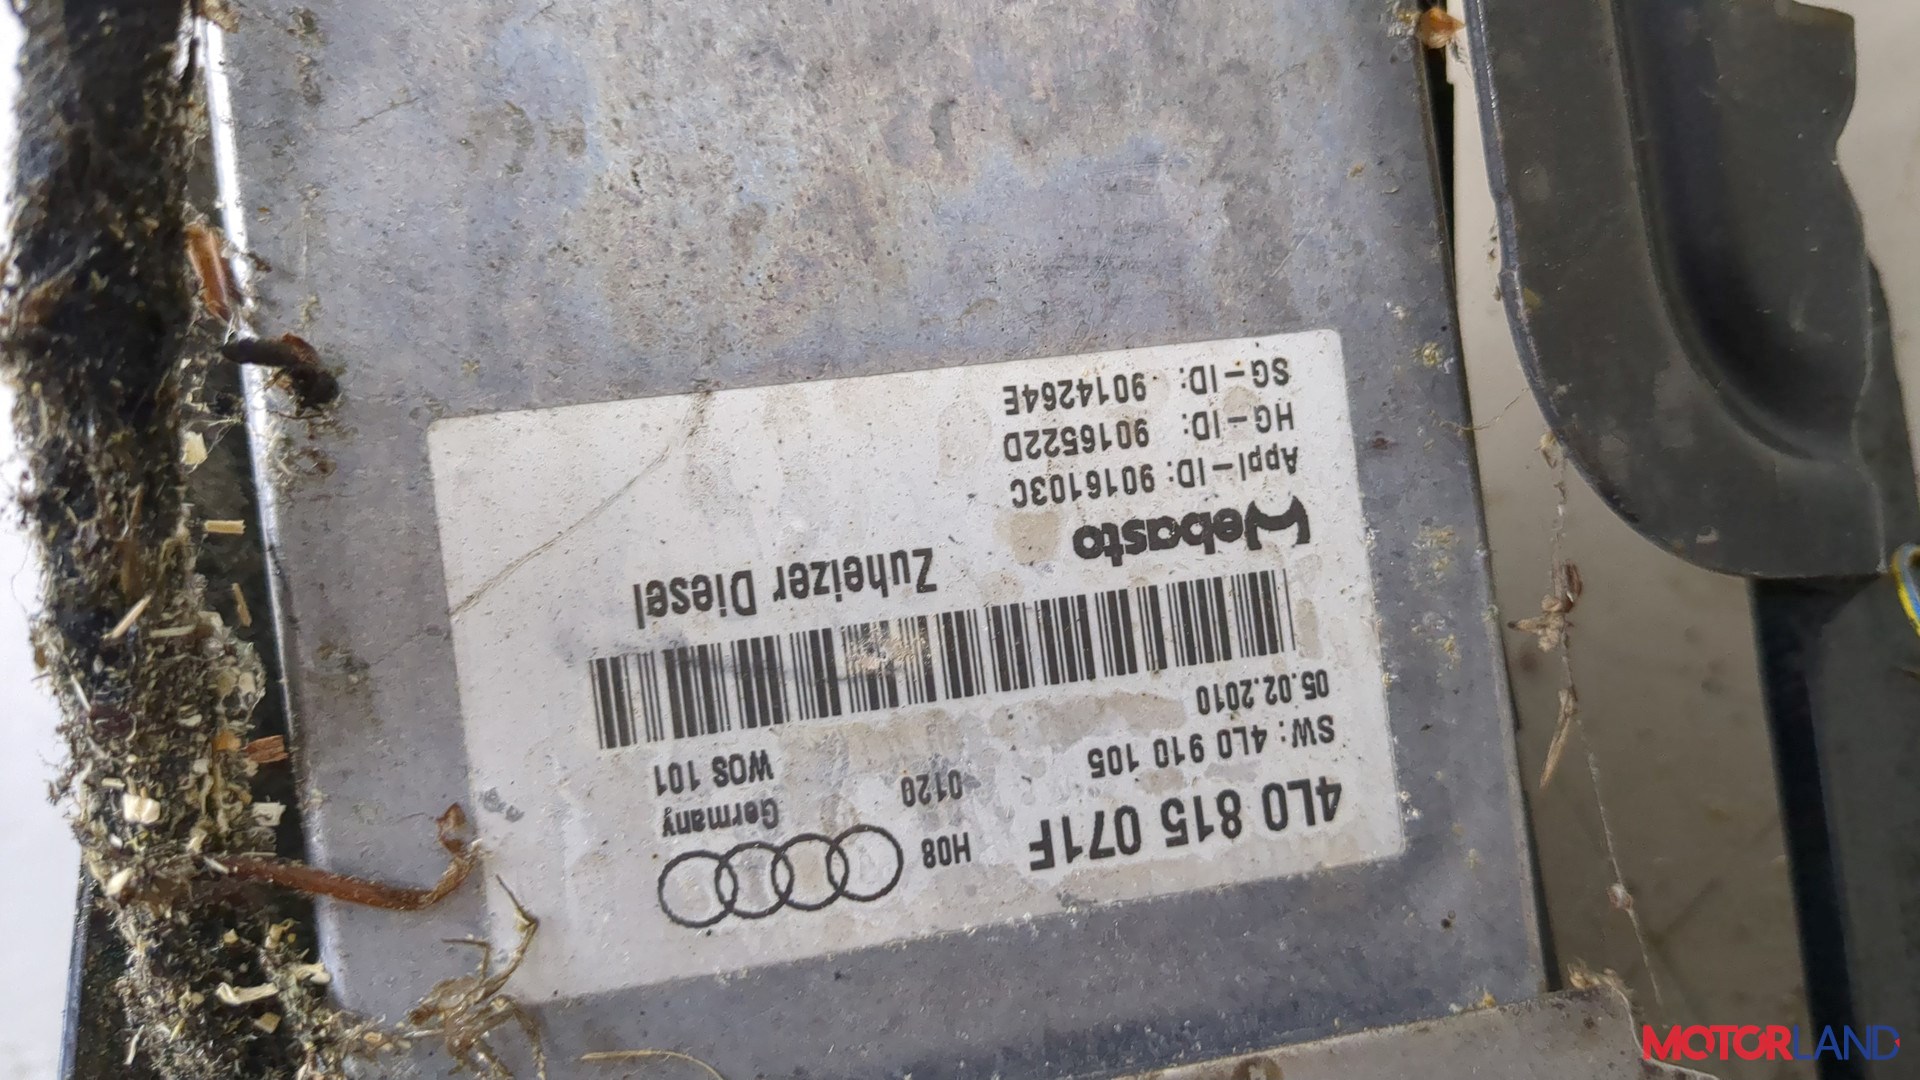 4L0 815 071F H08
SW: 4L0 910 105 0120 Germany
05.02.2010 WOS 101
Zuheizer Diesel
Webasto
Appl-ID: 9016103C
HG-ID: 9016522D
SG-ID: 9014264E
MOTORLAND